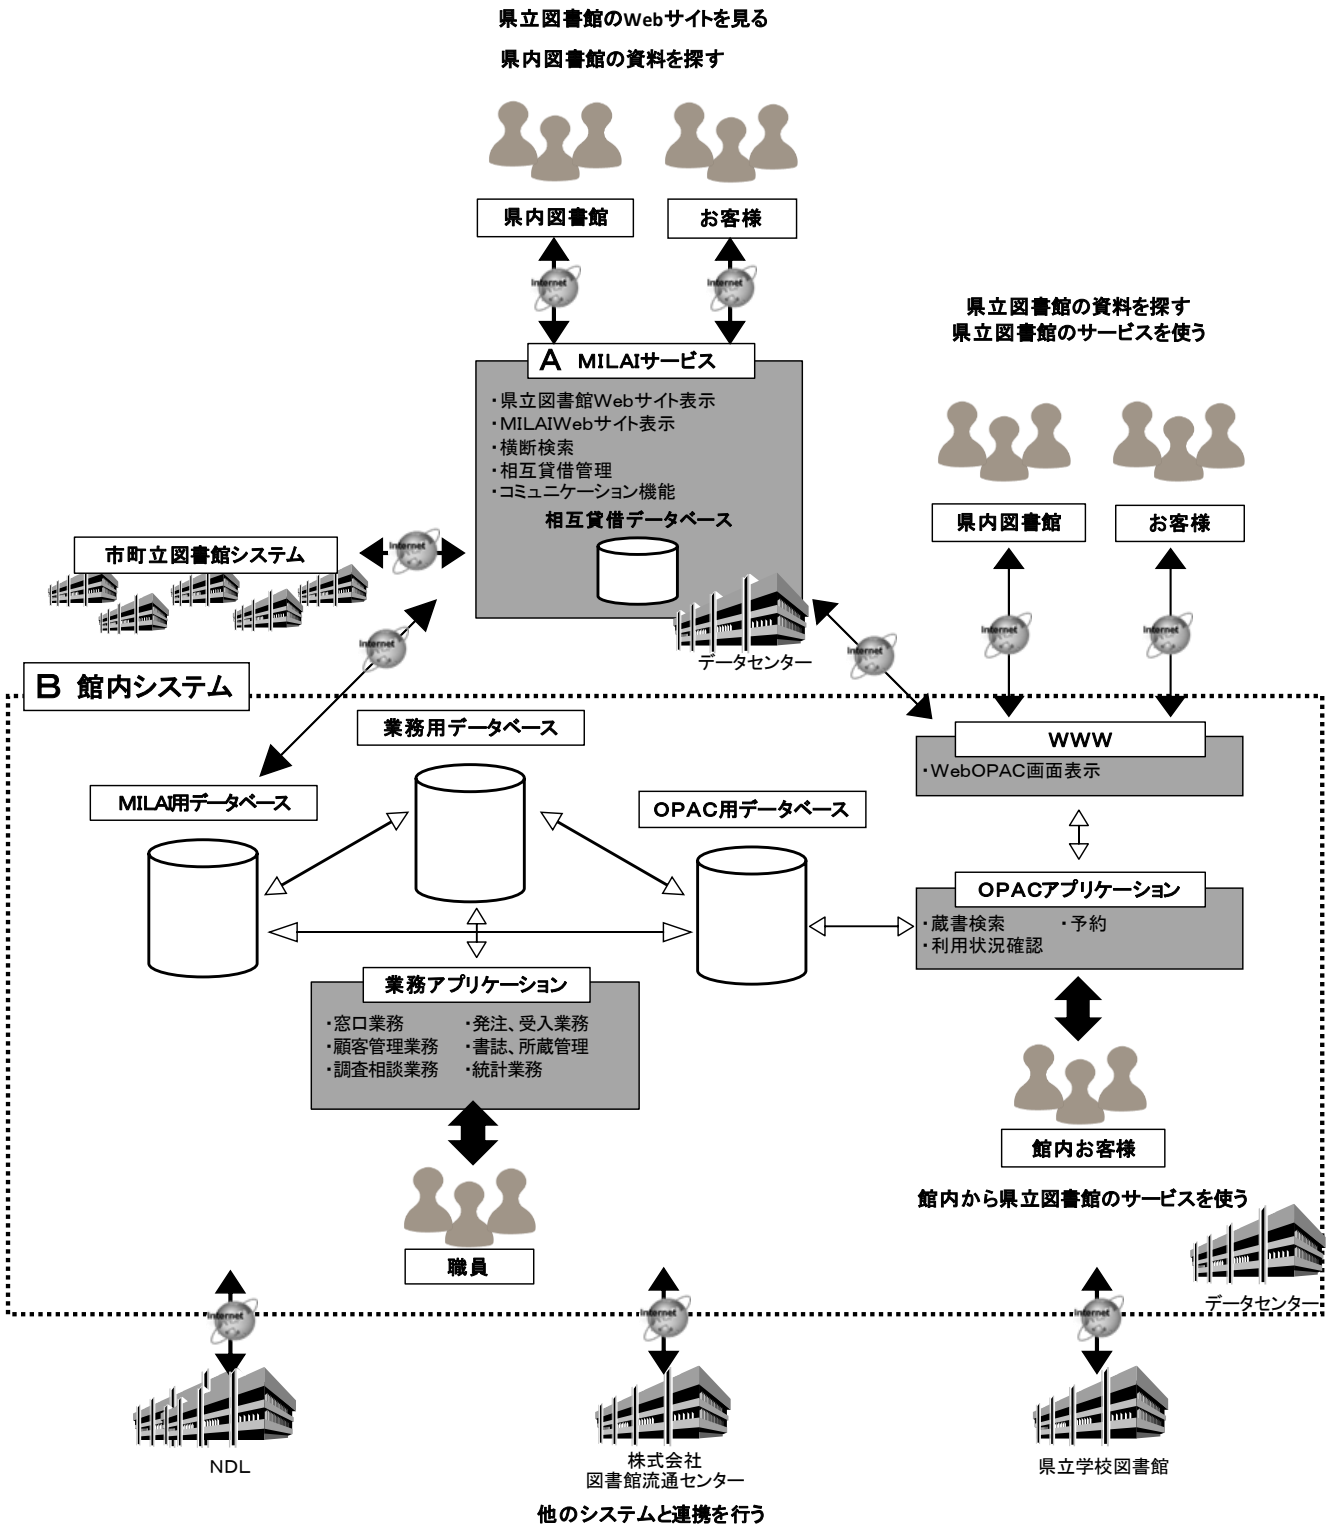 県立図書館のWebサイトを見る
県内図書館の資料を探す
県内図書館
お客様
Internet
Internet
県立図書館の資料を探す
県立図書館のサービスを使う
A MILAIサービス
・県立図書館Webサイト表示
・MILAIWebサイト表示
・横断検索
・相互貸借管理
・コミュニケーション機能
相互貸借データベース
県内図書館
お客様
市町立図書館システム
Internet
データセンター
Internet
Internet
Internet
Internet
B 館内システム
業務用データベース
WWW
・WebOPAC画面表示
MILAI用データベース
OPAC用データベース
OPACアプリケーション
・蔵書検索 ・予約
・利用状況確認
業務アプリケーション
・窓口業務 ・発注、受入業務
・顧客管理業務 ・書誌、所蔵管理
・調査相談業務 ・統計業務
館内お客様
館内から県立図書館のサービスを使う
職員
データセンター
Internet
Internet
Internet
NDL
株式会社
図書館流通センター
県立学校図書館
他のシステムと連携を行う